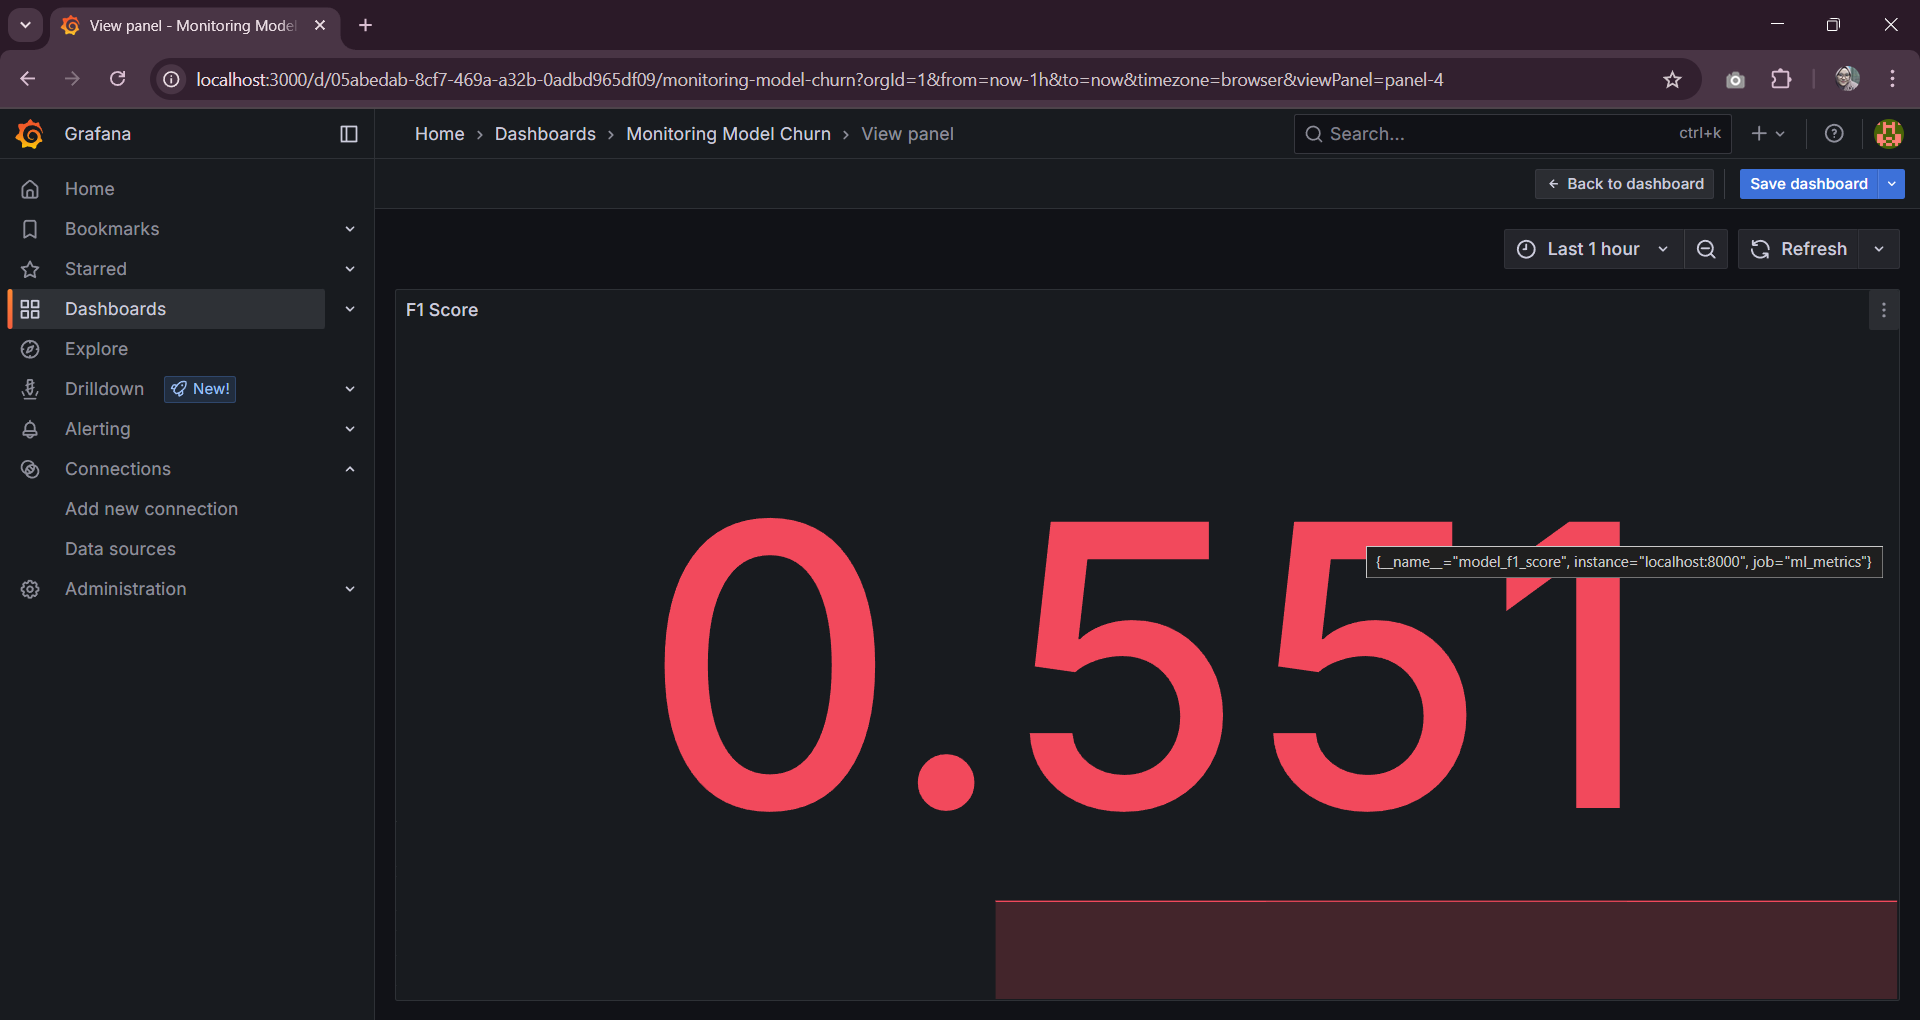 View panel - Monitoring Model
localhost:3000/d/05abedab-8cf7-469a-a32b-0adbd965df09/monitoring-model-churn?orgId=1&from=now-1h&to=now&timezone=browser&viewPanel=panel-4
Grafana
Home › Dashboards › Monitoring Model Churn › View panel
Search... ctrl+k
Back to dashboard
Save dashboard
Home
Bookmarks
Starred
Dashboards
Explore
Drilldown New!
Alerting
Connections
Add new connection
Data sources
Administration
Last 1 hour
Refresh
F1 Score
0.551
{__name__="model_f1_score", instance="localhost:8000", job="ml_metrics"}